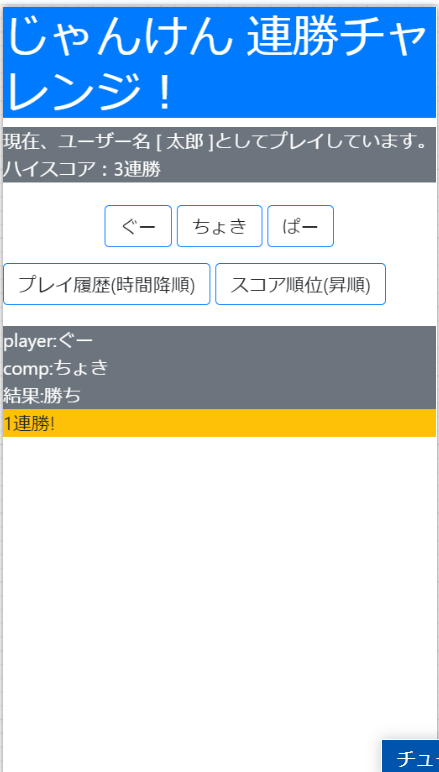 じゃんけん 連勝チャ
レンジ！
現在、ユーザー名 [ 太郎 ]としてプレイしています。
ハイスコア：3連勝
ぐー ちょき ぱー
プレイ履歴(時間降順) スコア順位(昇順)
player:ぐー
comp:ちょき
結果:勝ち
1連勝!
チュ